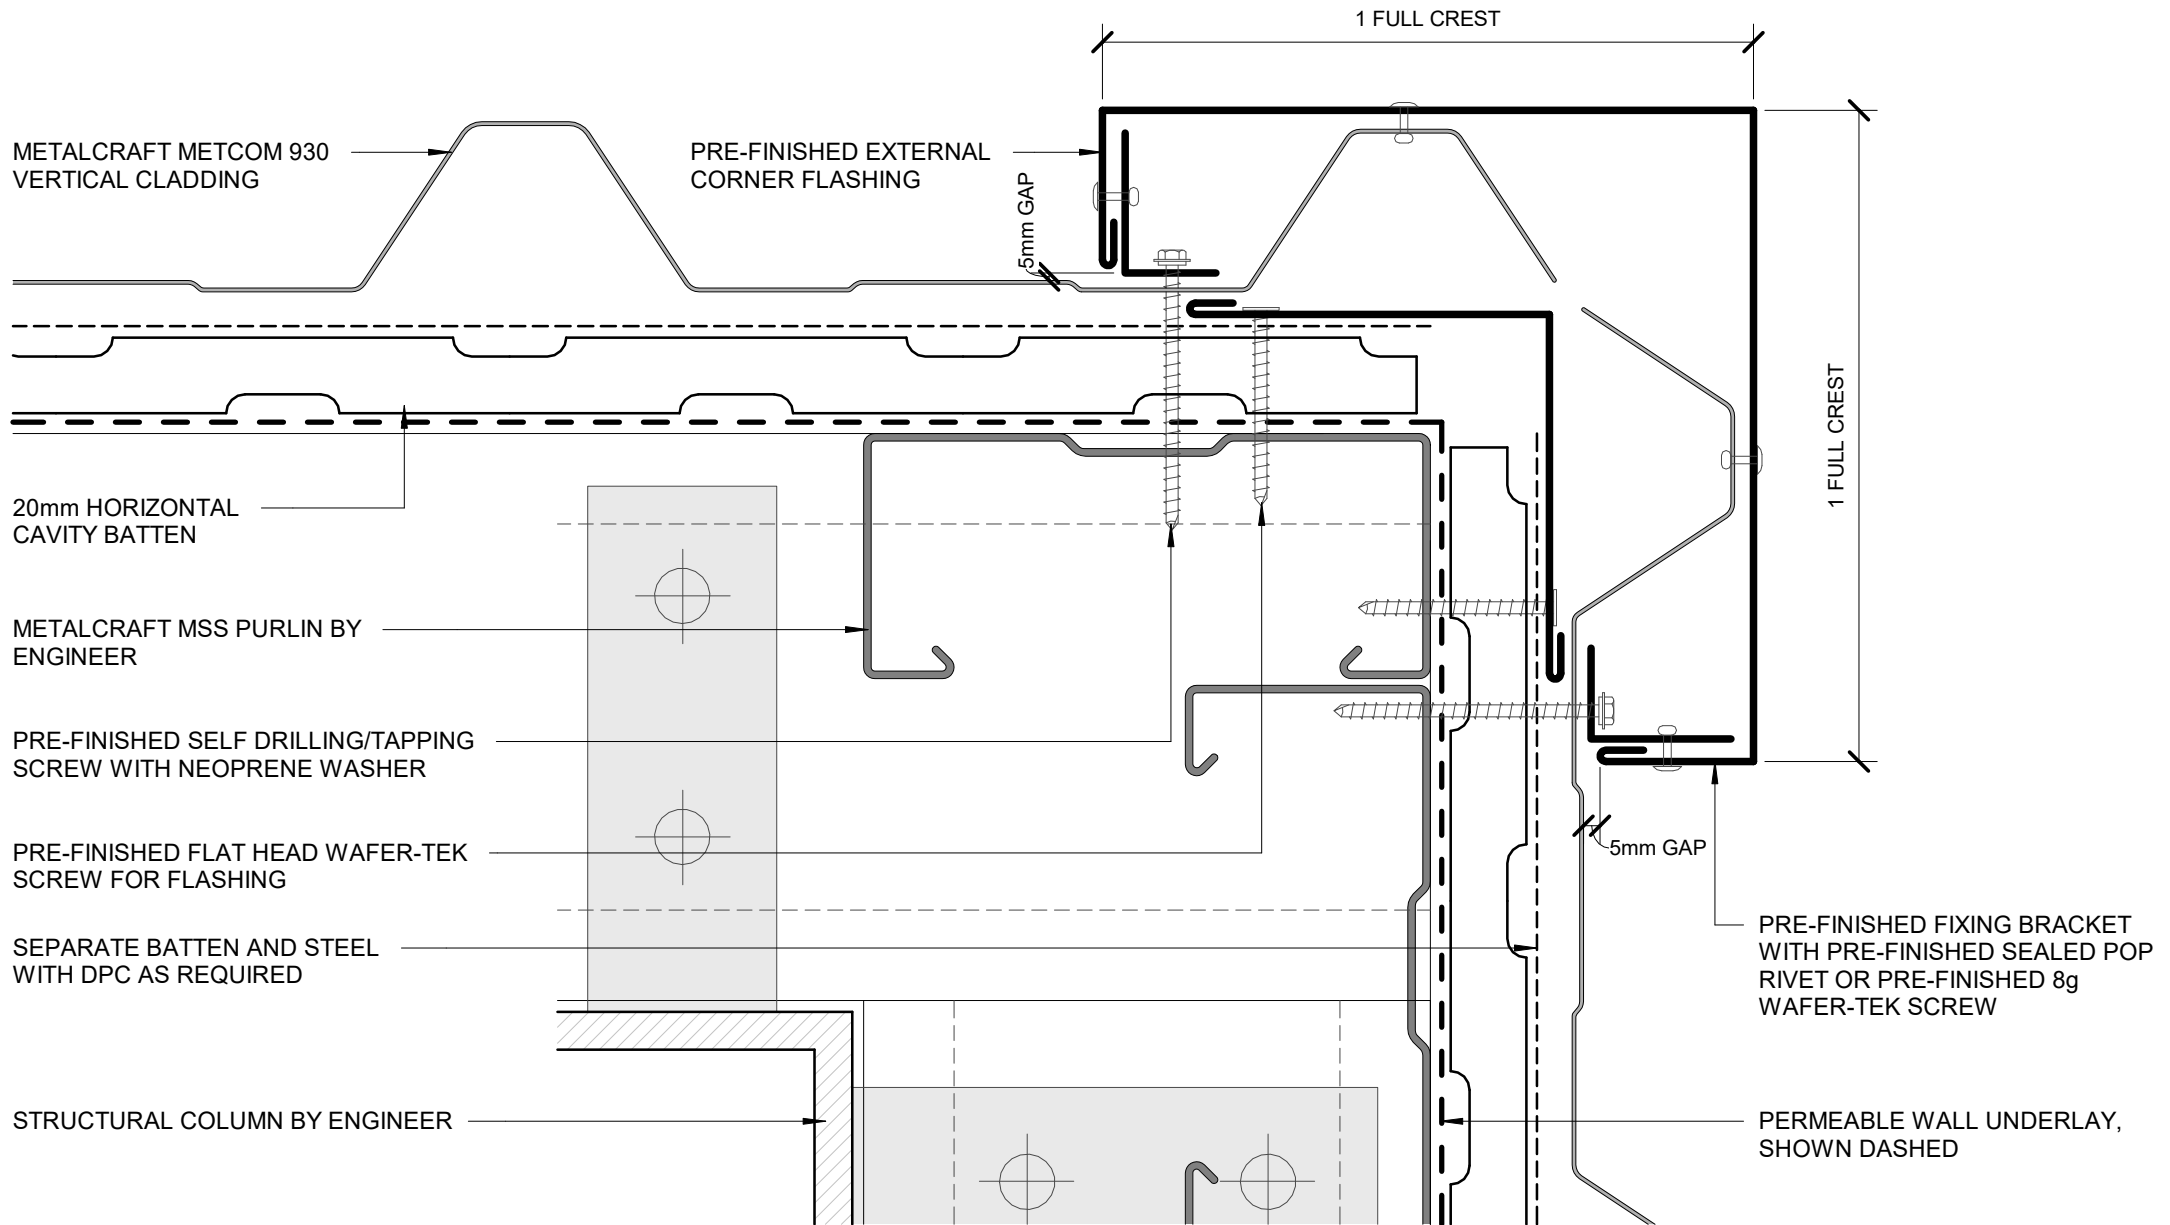 1 FULL CREST
METALCRAFT METCOM 930
VERTICAL CLADDING
PRE-FINISHED EXTERNAL
CORNER FLASHING
5mm GAP
1 FULL CREST
20mm HORIZONTAL
CAVITY BATTEN
METALCRAFT MSS PURLIN BY
ENGINEER
PRE-FINISHED SELF DRILLING/TAPPING
SCREW WITH NEOPRENE WASHER
PRE-FINISHED FLAT HEAD WAFER-TEK
SCREW FOR FLASHING
5mm GAP
SEPARATE BATTEN AND STEEL
WITH DPC AS REQUIRED
PRE-FINISHED FIXING BRACKET
WITH PRE-FINISHED SEALED POP
RIVET OR PRE-FINISHED 8g
WAFER-TEK SCREW
STRUCTURAL COLUMN BY ENGINEER
PERMEABLE WALL UNDERLAY,
SHOWN DASHED